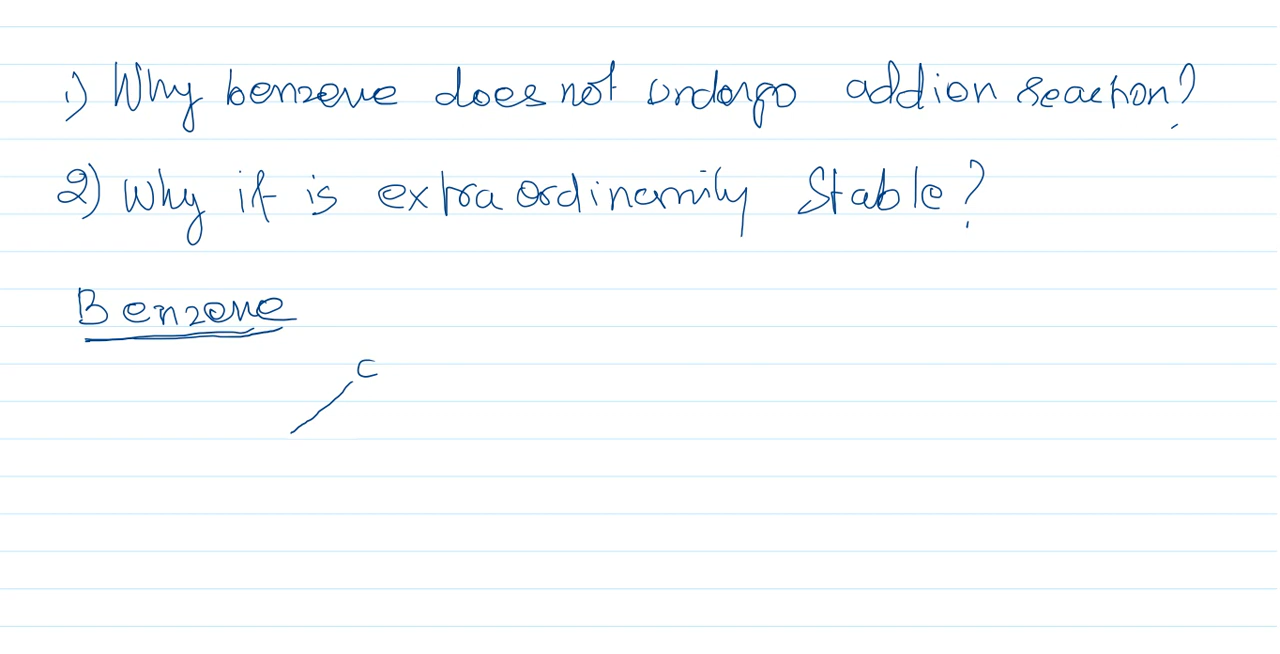 1) Why benzene does not undergo addion reaction?
2) Why it is extraordinarily Stable?
Benzene
C